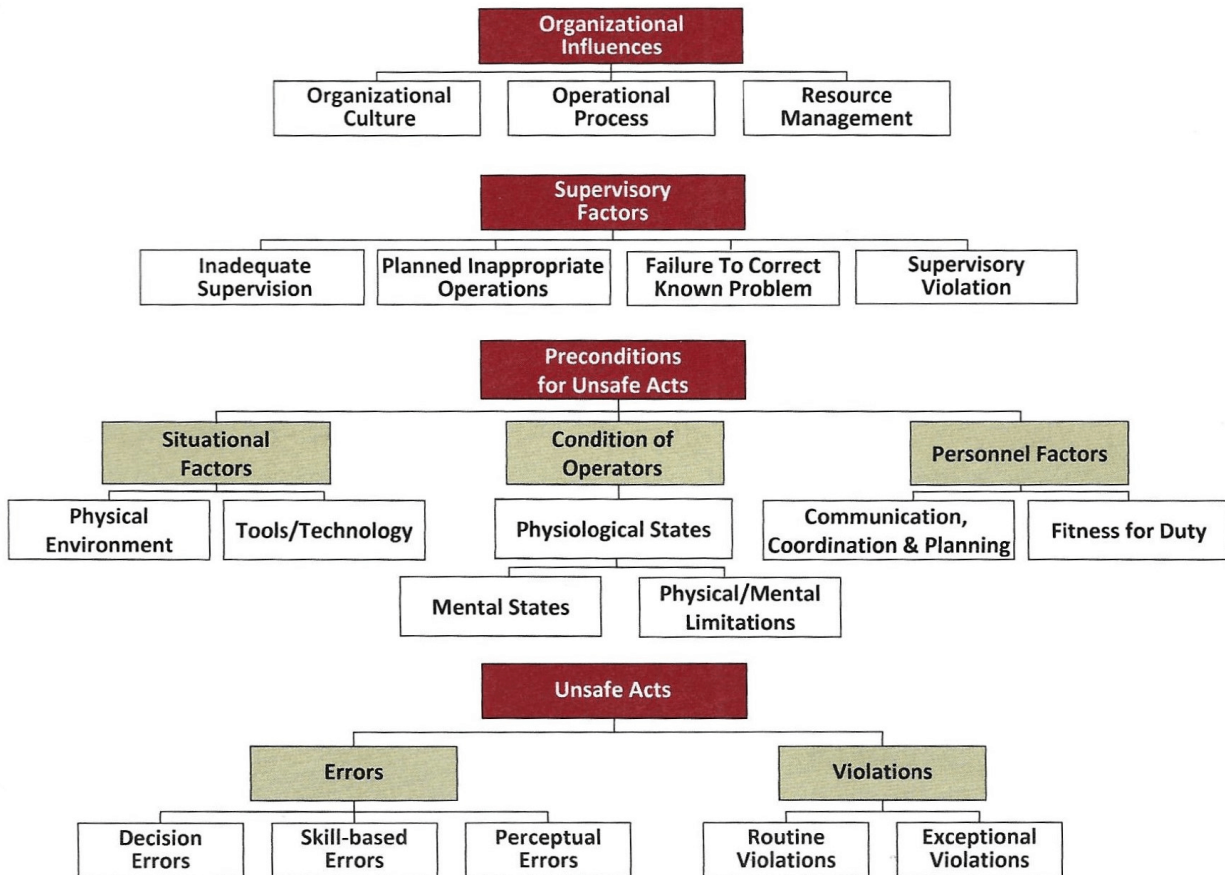 Organizational
Influences
Organizational
Culture
Operational
Process
Resource
Management
Supervisory
Factors
Inadequate
Supervision
Planned Inappropriate
Operations
Failure To Correct
Known Problem
Supervisory
Violation
Preconditions
for Unsafe Acts
Situational
Factors
Condition of
Operators
Personnel Factors
Physical
Environment
Tools/Technology
Physiological States
Communication,
Coordination & Planning
Fitness for Duty
Mental States
Physical/Mental
Limitations
Unsafe Acts
Errors
Violations
Decision
Errors
Skill-based
Errors
Perceptual
Errors
Routine
Violations
Exceptional
Violations